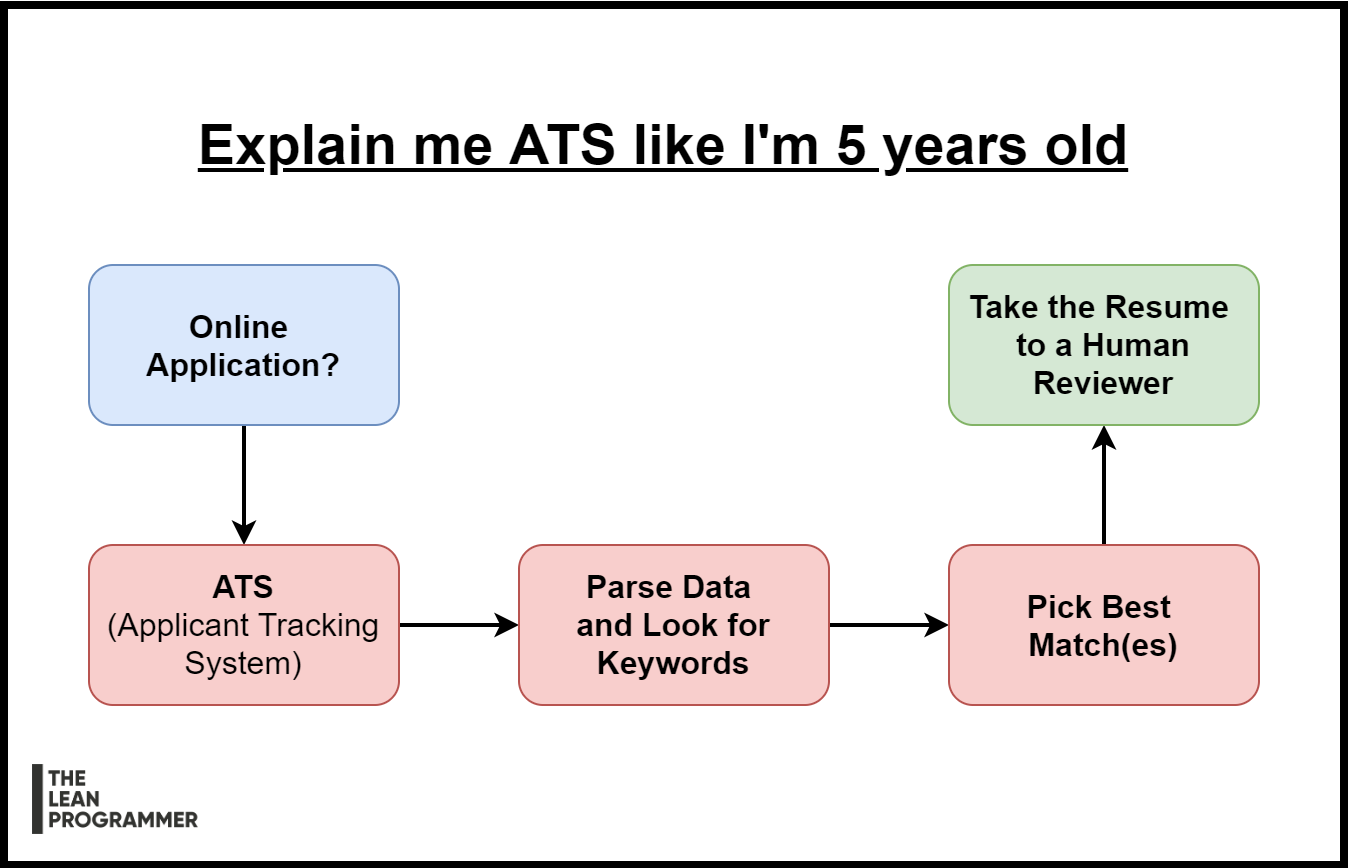 Explain me ATS like I'm 5 years old
Online
Application?
ATS
(Applicant Tracking
System)
Parse Data
and Look for
Keywords
Pick Best
Match(es)
Take the Resume
to a Human
Reviewer
THE
LEAN
PROGRAMMER